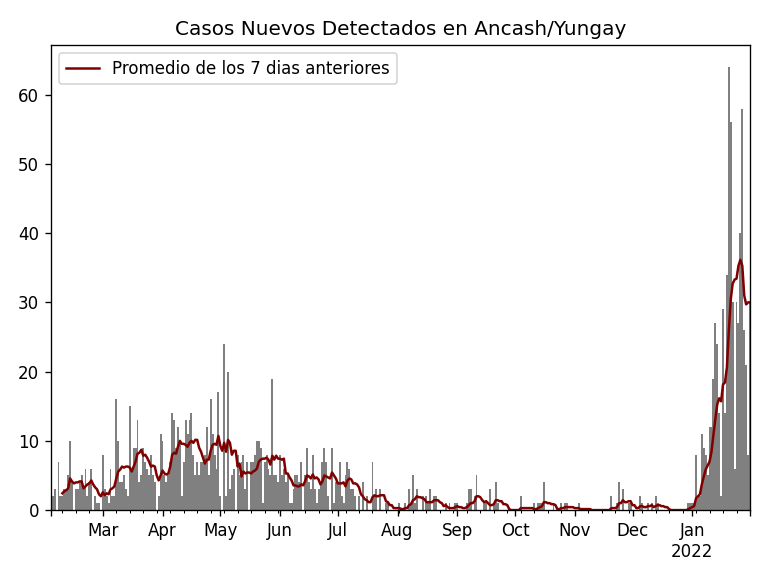 Casos Nuevos Detectados en Ancash/Yungay
Promedio de los 7 dias anteriores
60
50
40
30
20
10
0
Mar Apr May Jun Jul Aug Sep Oct Nov Dec Jan
2022